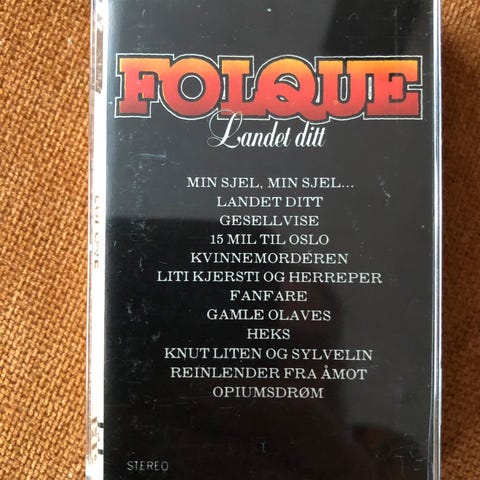 FOLQUE
Landet ditt
MIN SJEL, MIN SJEL...
LANDET DITT
GESELLVISE
15 MIL TIL OSLO
KVINNEMORDEREN
LITI KJERSTI OG HERREPER
FANFARE
GAMLE OLAVES
HEKS
KNUT LITEN OG SYLVELIN
REINLENDER FRA ÅMOT
OPIUMSDRØM
STEREO